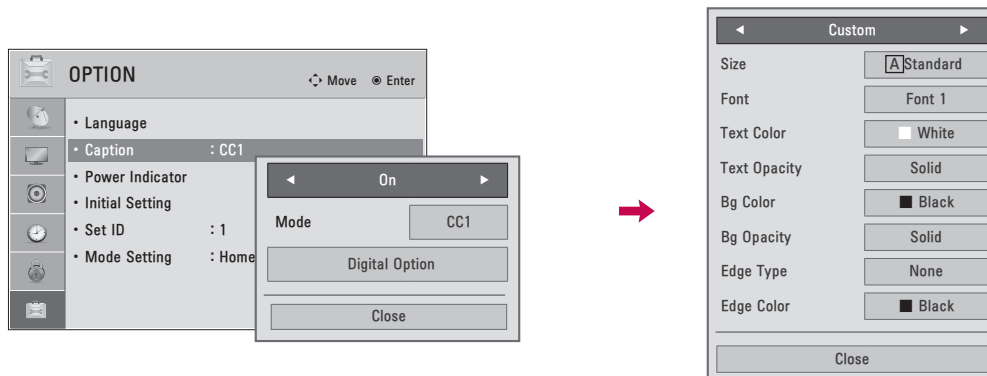 OPTION
Move Enter
• Language
• Caption : CC1
• Power Indicator
• Initial Setting
• Set ID : 1
• Mode Setting : Home
◄ On ►
Mode CC1
Digital Option
Close
◄ Custom ►
Size A Standard
Font Font 1
Text Color White
Text Opacity Solid
Bg Color Black
Bg Opacity Solid
Edge Type None
Edge Color Black
Close